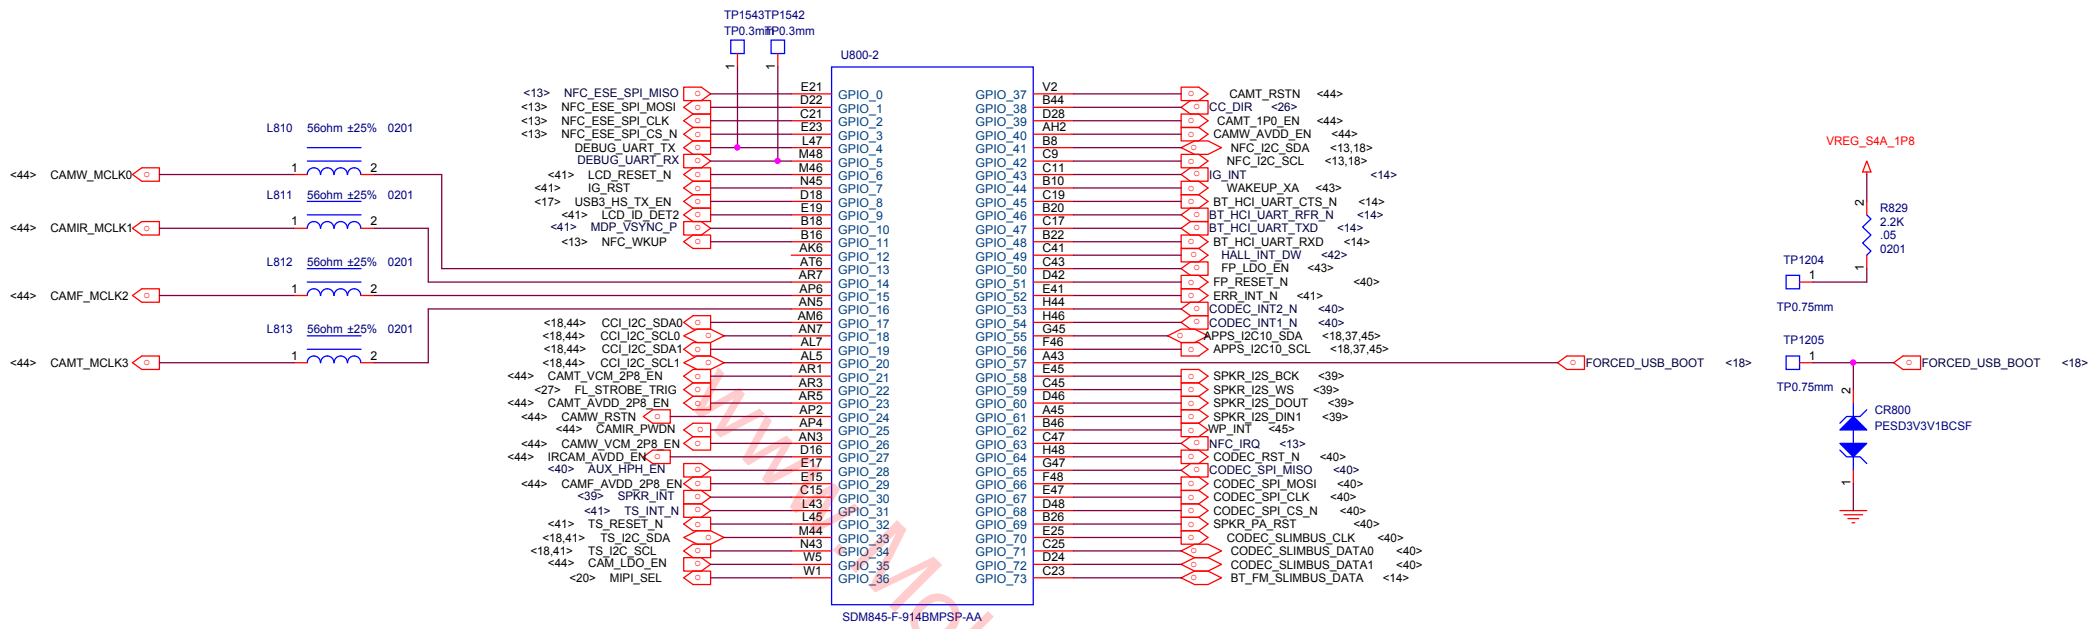 TP1543 TP1542
TP0.3mm TP0.3mm
1 1
U800-2
<13> NFC_ESE_SPI_MISO E21 GPIO_0 GPIO_37 V2 CAMT_RSTN <44>
<13> NFC_ESE_SPI_MOSI D22 GPIO_1 GPIO_38 B44 CC_DIR <26>
<13> NFC_ESE_SPI_CLK C21 GPIO_2 GPIO_39 D28 CAMT_1P0_EN <44>
<13> NFC_ESE_SPI_CS_N E23 GPIO_3 GPIO_40 AH2 CAMW_AVDD_EN <44>
DEBUG_UART_TX L47 GPIO_4 GPIO_41 B8 NFC_I2C_SDA <13,18>
DEBUG_UART_RX M48 GPIO_5 GPIO_42 C9 NFC_I2C_SCL <13,18>
LCD_RESET_N <41> M46 GPIO_6 GPIO_43 C11 IG_INT <14>
<41> IG_RST N45 GPIO_7 GPIO_44 B10 WAKEUP_XA <43>
<17> USB3_HS_TX_EN D18 GPIO_8 GPIO_45 C19 BT_HCI_UART_CTS_N <14>
<41> LCD_ID_DET2 E19 GPIO_9 GPIO_46 B20 BT_HCI_UART_RFR_N <14>
<41> MDP_VSYNC_P B18 GPIO_10 GPIO_47 C17 BT_HCI_UART_TXD <14>
<13> NFC_WKUP B16 GPIO_11 GPIO_48 B22 BT_HCI_UART_RXD <14>
AK6 GPIO_12 GPIO_49 C41 HALL_INT_DW <42>
AT6 GPIO_13 GPIO_50 C43 FP_LDO_EN <43>
AR7 GPIO_14 GPIO_51 D42 FP_RESET_N <40>
AP6 GPIO_15 GPIO_52 E41 ERR_INT_N <41>
AN5 GPIO_16 GPIO_53 H44 CODEC_INT2_N <40>
<18,44> CCI_I2C_SDA0 AM6 GPIO_17 GPIO_54 H46 CODEC_INT1_N <40>
<18,44> CCI_I2C_SCL0 AN7 GPIO_18 GPIO_55 G45 APPS_I2C10_SDA <18,37,45>
<18,44> CCI_I2C_SDA1 AL7 GPIO_19 GPIO_56 F46 APPS_I2C10_SCL <18,37,45>
<18,44> CCI_I2C_SCL1 AL5 GPIO_20 GPIO_57 A43 FORCED_USB_BOOT <18>
<44> CAMT_VCM_2P8_EN AR1 GPIO_21 GPIO_58 E45 SPKR_I2S_BCK <39>
<27> FL_STROBE_TRIG AR3 GPIO_22 GPIO_59 C45 SPKR_I2S_WS <39>
<44> CAMT_AVDD_2P8_EN AR5 GPIO_23 GPIO_60 D46 SPKR_I2S_DOUT <39>
<44> CAMW_RSTN AP2 GPIO_24 GPIO_61 A45 SPKR_I2S_DIN1 <39>
<44> CAMIR_PWDN AP4 GPIO_25 GPIO_62 B46 WP_INT <45>
<44> CAMW_VCM_2P8_EN AN3 GPIO_26 GPIO_63 C47 NFC_IRQ <13>
<44> IRCAM_AVDD_EN D16 GPIO_27 GPIO_64 H48 CODEC_RST_N <40>
<40> AUX_HPH_EN E17 GPIO_28 GPIO_65 G47 CODEC_SPI_MISO <40>
<44> CAMF_AVDD_2P8_EN E15 GPIO_29 GPIO_66 F48 CODEC_SPI_MOSI <40>
<39> SPKR_INT C15 GPIO_30 GPIO_67 E47 CODEC_SPI_CLK <40>
<41> TS_INT_N L43 GPIO_31 GPIO_68 D48 CODEC_SPI_CS_N <40>
<41> TS_RESET_N L45 GPIO_32 GPIO_69 B26 SPKR_PA_RST <40>
<18,41> TS_I2C_SDA M44 GPIO_33 GPIO_70 E25 CODEC_SLIMBUS_CLK <40>
<18,41> TS_I2C_SCL N43 GPIO_34 GPIO_71 C25 CODEC_SLIMBUS_DATA0 <40>
<44> CAM_LDO_EN W5 GPIO_35 GPIO_72 D24 CODEC_SLIMBUS_DATA1 <40>
<20> MIPI_SEL W1 GPIO_36 GPIO_73 C23 BT_FM_SLIMBUS_DATA <14>
SDM845-F-914BMPSP-AA
L810 56ohm ±25% 0201
<44> CAMW_MCLK0 1 2
L811 56ohm ±25% 0201
<44> CAMIR_MCLK1 1 2
L812 56ohm ±25% 0201
<44> CAMF_MCLK2 1 2
L813 56ohm ±25% 0201
<44> CAMT_MCLK3 1 2
VREG_S4A_1P8
2
R829
2.2K
.05
0201
1
TP1204
1
TP0.75mm
TP1205
1
TP0.75mm
FORCED_USB_BOOT <18>
2
CR800
PESD3V3V1BCSF
1